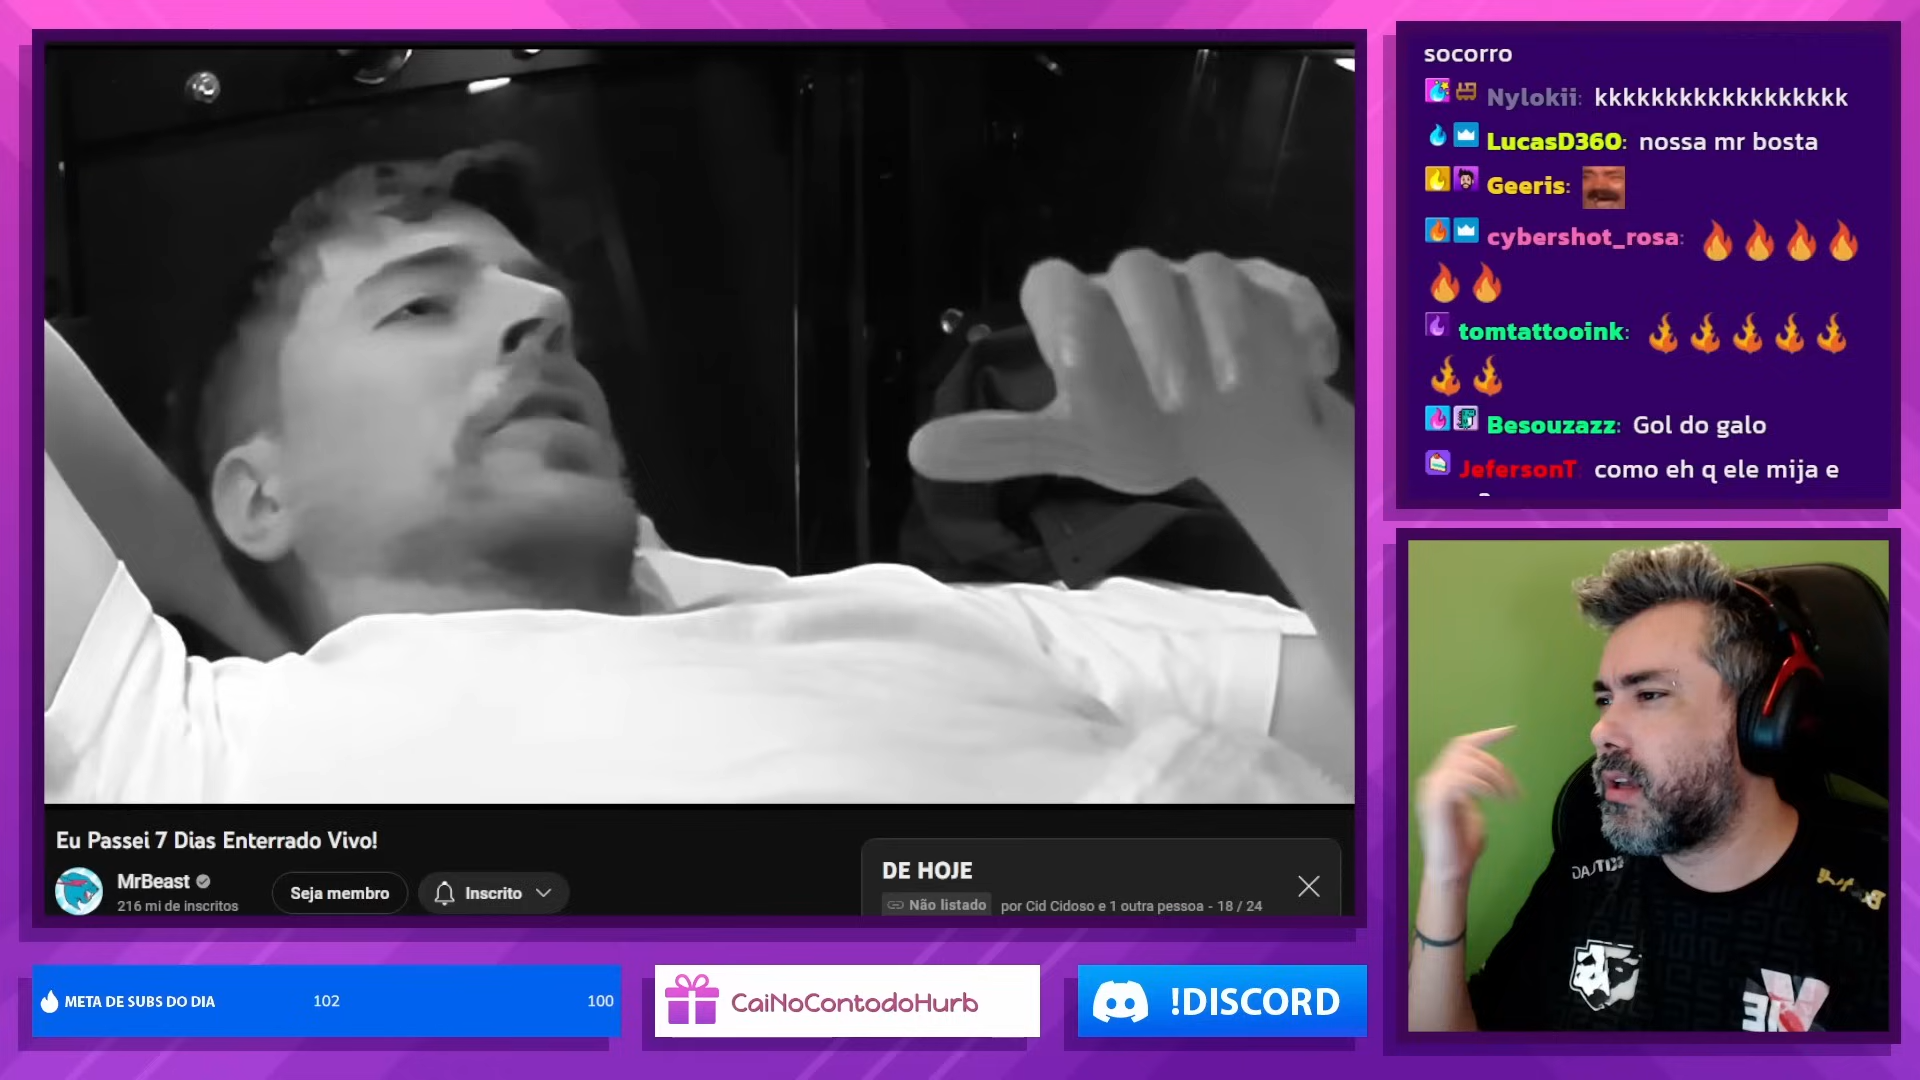 socorro
Nylokii: kkkkkkkkkkkkkkkkkk
LucasD360: nossa mr bosta
Geeris:
cybershot_rosa:
tomtattooink:
Besouzazz: Gol do galo
JefersonT: como eh q ele mija e
Eu Passei 7 Dias Enterrado Vivo!
MrBeast
216 mi de inscritos
Seja membro
Inscrito
DE HOJE
Não listado por Cid Cidoso e 1 outra pessoa - 18 / 24
META DE SUBS DO DIA 102 100
CaiNoContodoHurb
!DISCORD